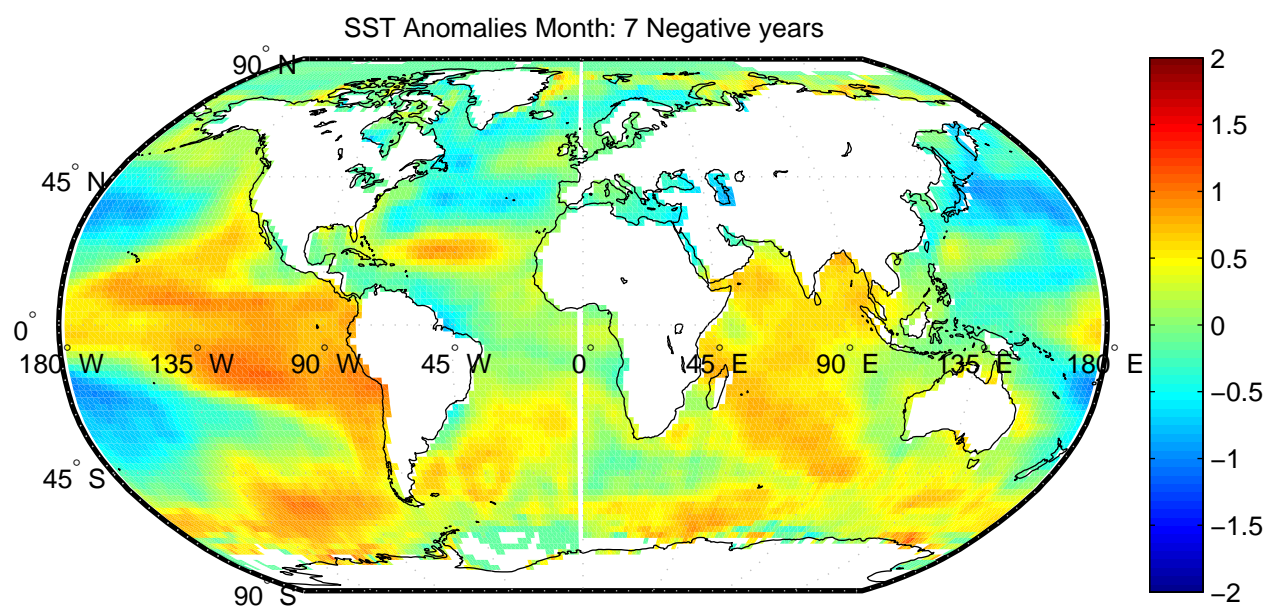 SST Anomalies Month: 7 Negative years
90° N
45° N
0°
180° W 135° W 90° W 45° W 0° 45° E 90° E 135° E 180° E
45° S
90° S
2
1.5
1
0.5
0
−0.5
−1
−1.5
−2